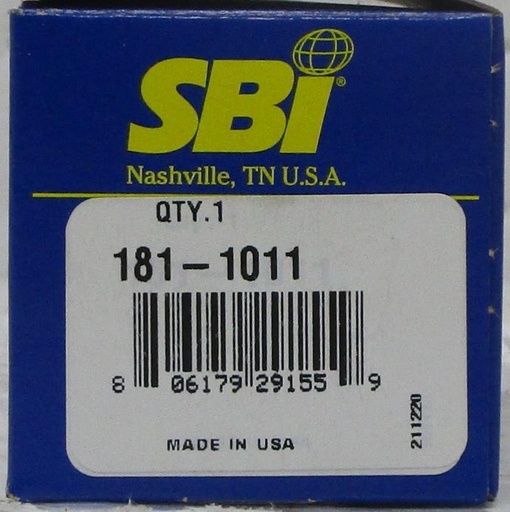 SBI®
Nashville, TN U.S.A.
QTY.1
181-1011
8 06179 29155 9
211220
MADE IN USA